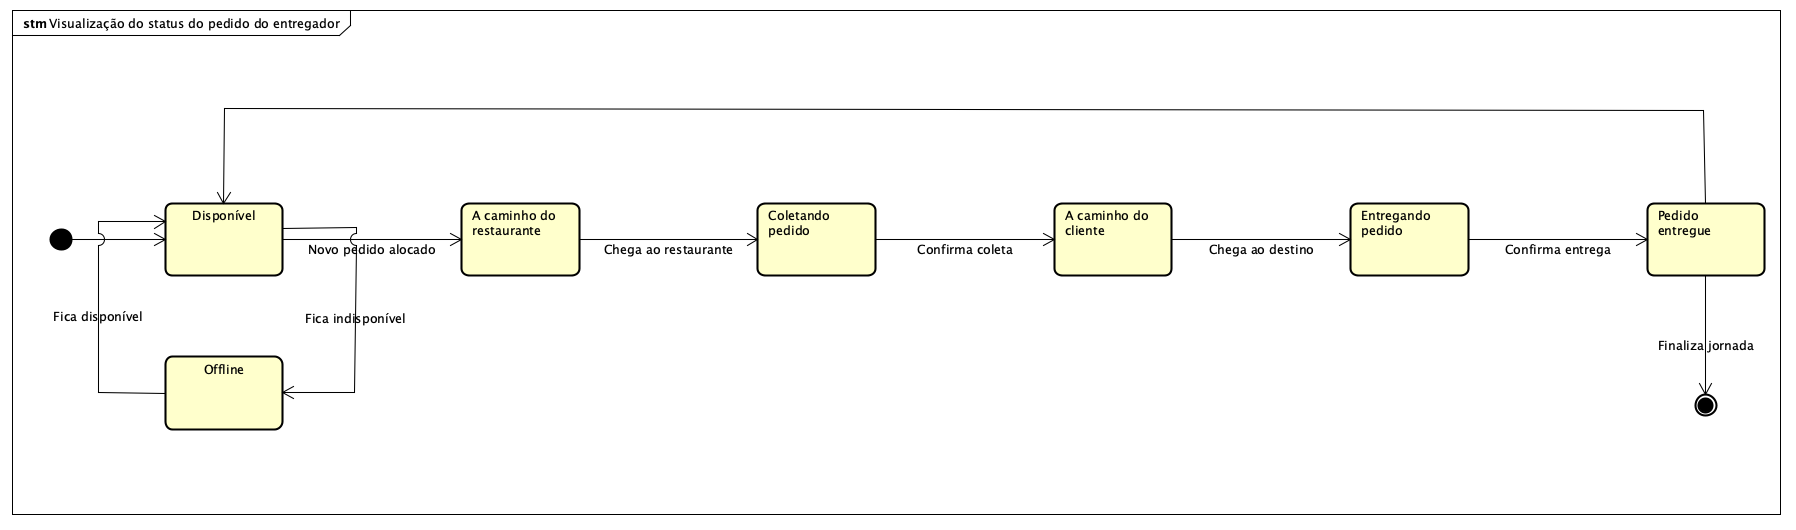 stm Visualização do status do pedido do entregador
Disponível
A caminho do
restaurante
Coletando
pedido
A caminho do
cliente
Entregando
pedido
Pedido
entregue
Novo pedido alocado
Chega ao restaurante
Confirma coleta
Chega ao destino
Confirma entrega
Fica disponível
Fica indisponível
Finaliza jornada
Offline